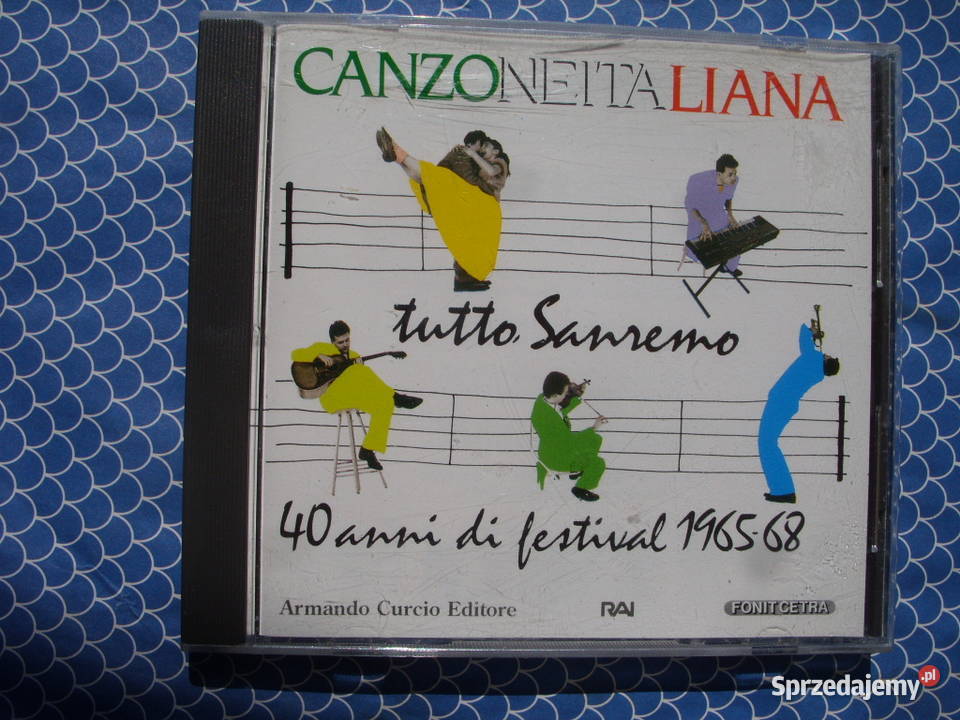 CANZONEITALIANA
tutto Sanremo
40 anni di festival 1965-68
Armando Curcio Editore RAI FONIT CETRA
Sprzedajemy.pl